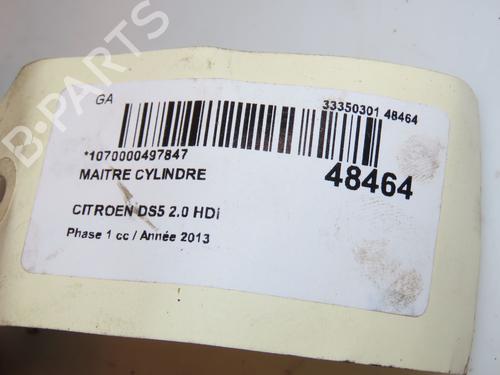 GA
33350301 48464
*1070000497847
48464
MAITRE CYLINDRE
CITROEN DS5 2.0 HDi
Phase 1 cc / Année 2013
B-PARTS